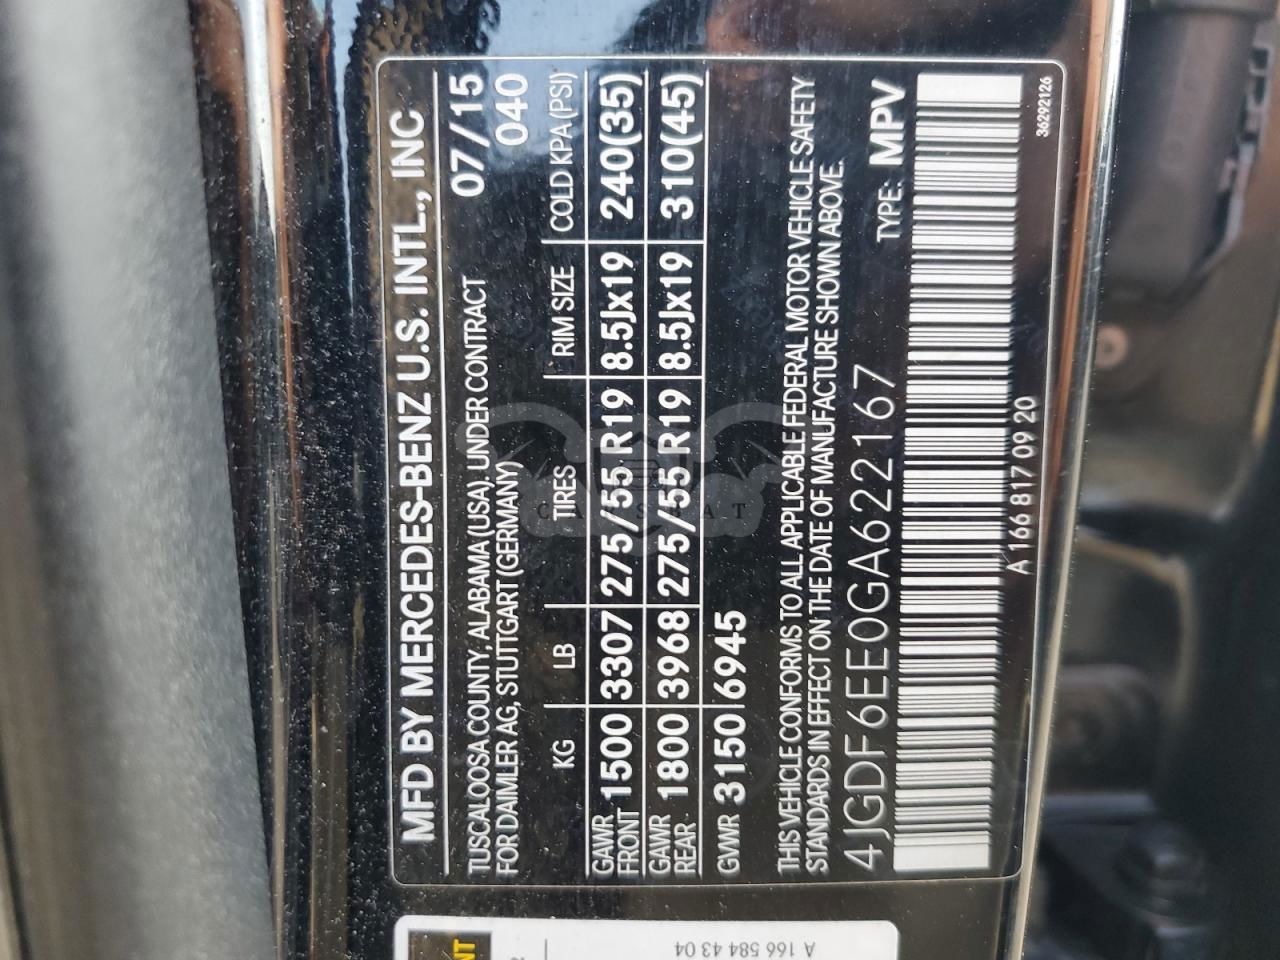 MFD BY MERCEDES-BENZ U.S. INTL., INC
TUSCALOOSA COUNTY, ALABAMA (USA), UNDER CONTRACT 07/15
FOR DAIMLER AG, STUTTGART (GERMANY) 040
KG LB TIRES RIM SIZE COLD KPA (PSI)
GAWR FRONT 1500 3307 275/55 R19 8.5Jx19 240(35)
GAWR REAR 1800 3968 275/55 R19 8.5Jx19 310(45)
GVWR 3150 6945
THIS VEHICLE CONFORMS TO ALL APPLICABLE FEDERAL MOTOR VEHICLE SAFETY
STANDARDS IN EFFECT ON THE DATE OF MANUFACTURE SHOWN ABOVE.
4JGDF6EE0GA622167 TYPE: MPV
A 166 817 09 20 36292126
A 166 584 43 04